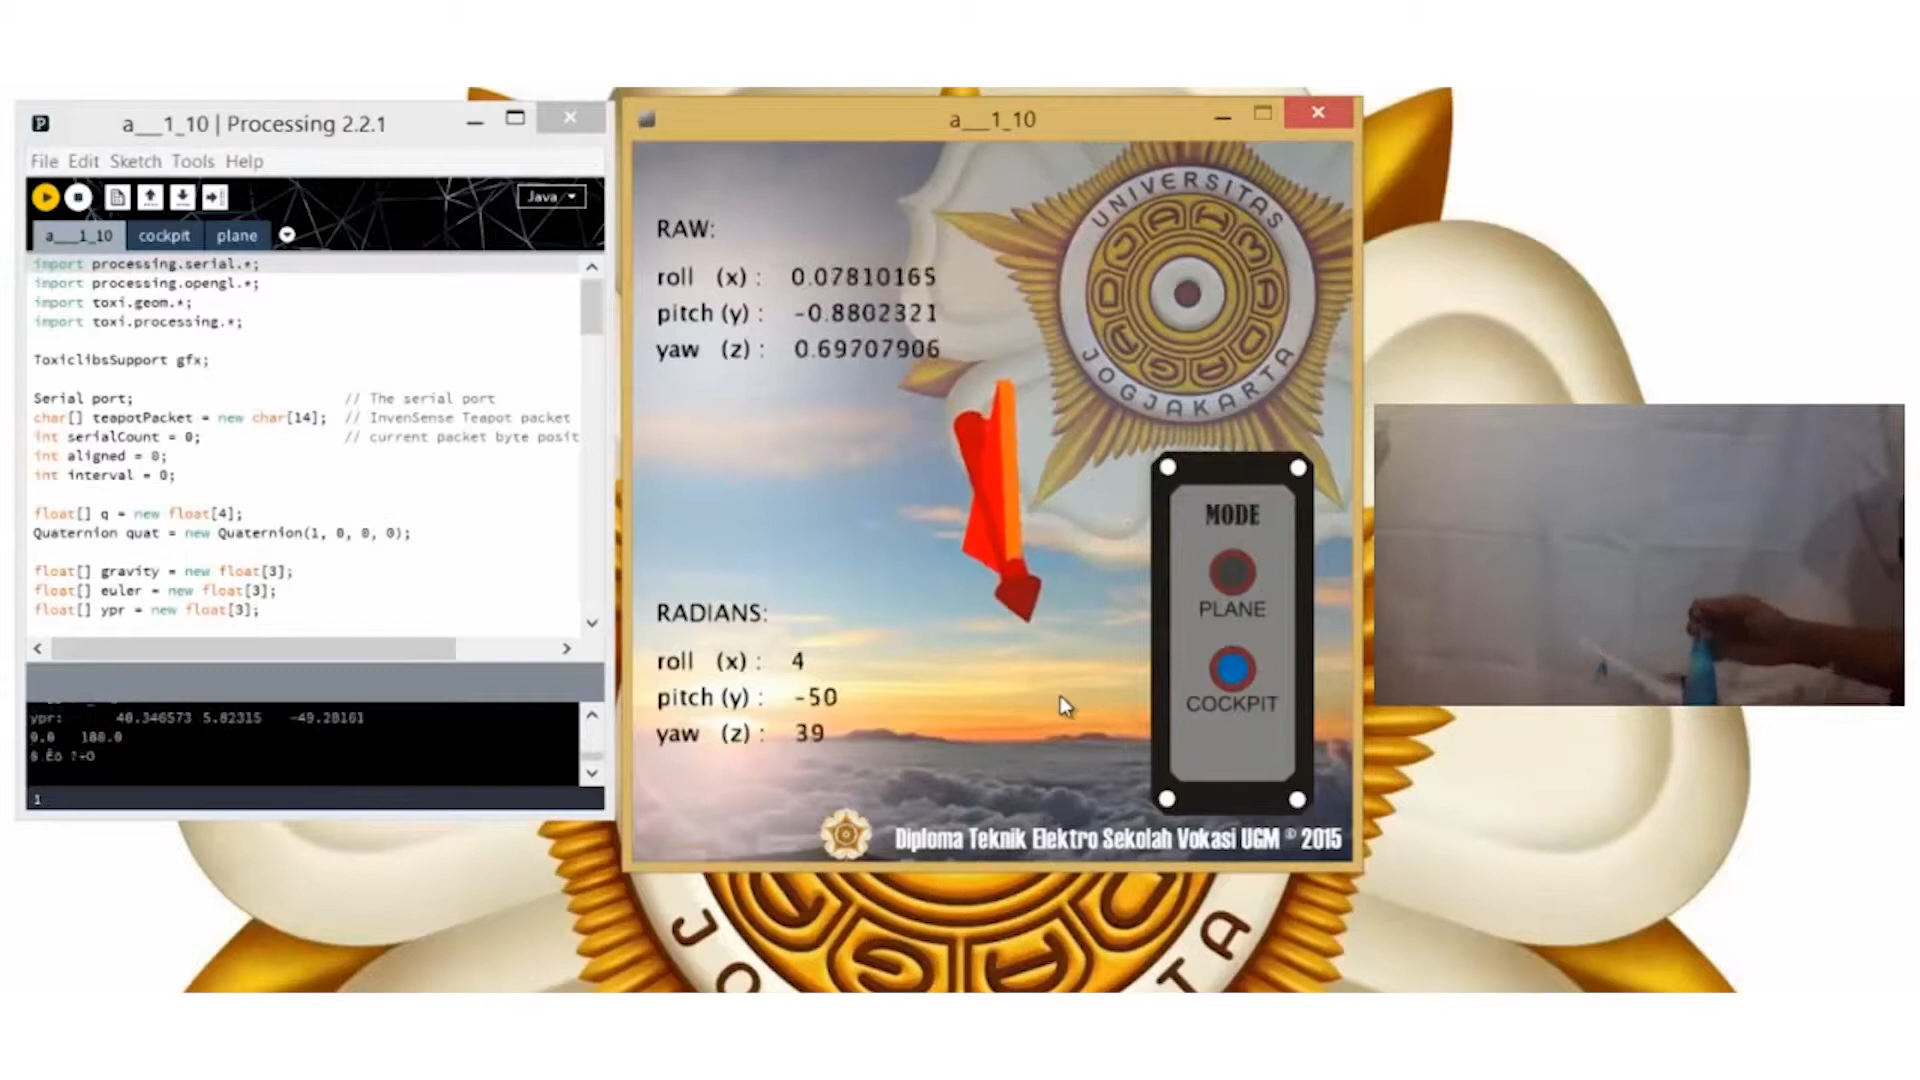 a___1_10 | Processing 2.2.1
File Edit Sketch Tools Help
Java
a___1_10 cockpit plane
import processing.serial.*;
import processing.opengl.*;
import toxi.geom.*;
import toxi.processing.*;
ToxiclibsSupport gfx;
Serial port; // The serial port
char[] teapotPacket = new char[14]; // InvenSense Teapot packet
int serialCount = 0; // current packet byte posit
int aligned = 0;
int interval = 0;
float[] q = new float[4];
Quaternion quat = new Quaternion(1, 0, 0, 0);
float[] gravity = new float[3];
float[] euler = new float[3];
float[] ypr = new float[3];
ypr: 40.346573 5.82315 -49.28161
180.0
1
a___1_10
UNIVERSITAS
GADJAH MADA
JOGJAKARTA
RAW:
roll (x) : 0.07810165
pitch (y) : -0.8802321
yaw (z) : 0.69707906
RADIANS:
roll (x) : 4
pitch (y) : -50
yaw (z) : 39
MODE
PLANE
COCKPIT
Diploma Teknik Elektro Sekolah Vokasi UGM © 2015